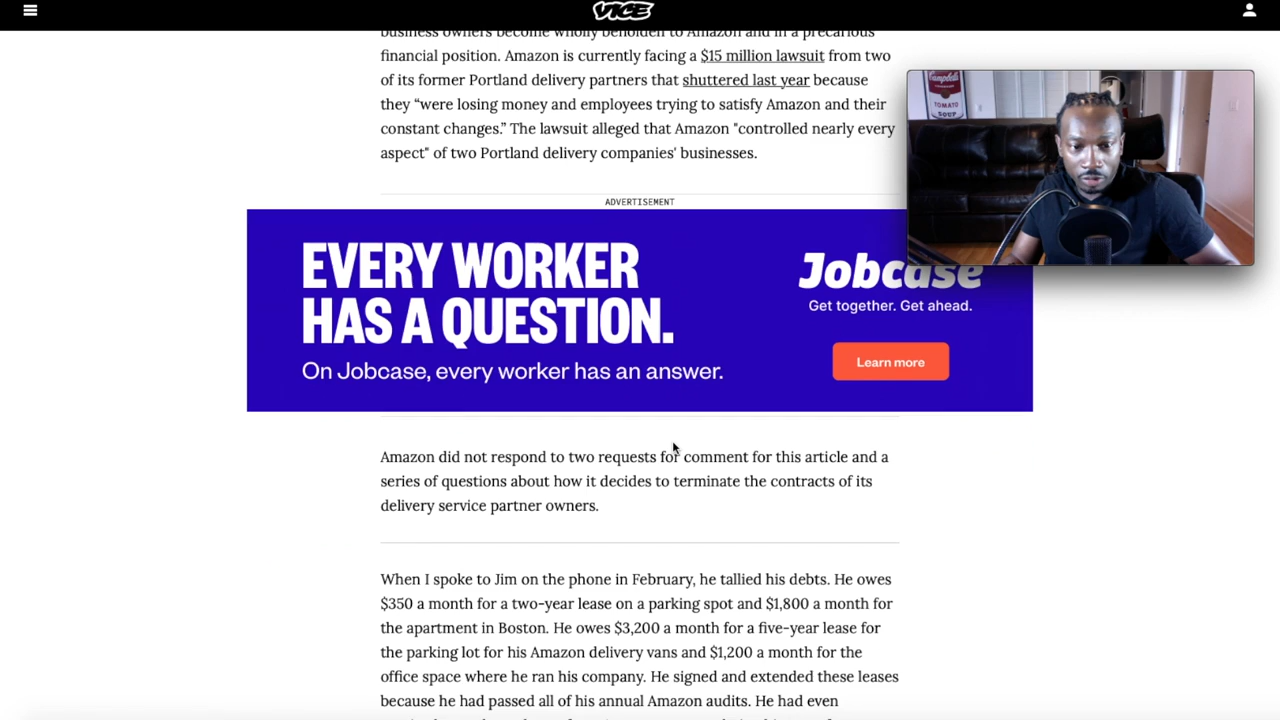 VICE
business owners become wholly beholden to Amazon and in a precarious
financial position. Amazon is currently facing a $15 million lawsuit from two
of its former Portland delivery partners that shuttered last year because
they “were losing money and employees trying to satisfy Amazon and their
constant changes.” The lawsuit alleged that Amazon "controlled nearly every
aspect" of two Portland delivery companies' businesses.
Campbell's
TOMATO
SOUP
ADVERTISEMENT
EVERY WORKER
HAS A QUESTION.
On Jobcase, every worker has an answer.
Jobcase
Get together. Get ahead.
Learn more
Amazon did not respond to two requests for comment for this article and a
series of questions about how it decides to terminate the contracts of its
delivery service partner owners.
When I spoke to Jim on the phone in February, he tallied his debts. He owes
$350 a month for a two-year lease on a parking spot and $1,800 a month for
the apartment in Boston. He owes $3,200 a month for a five-year lease for
the parking lot for his Amazon delivery vans and $1,200 a month for the
office space where he ran his company. He signed and extended these leases
because he had passed all of his annual Amazon audits. He had even